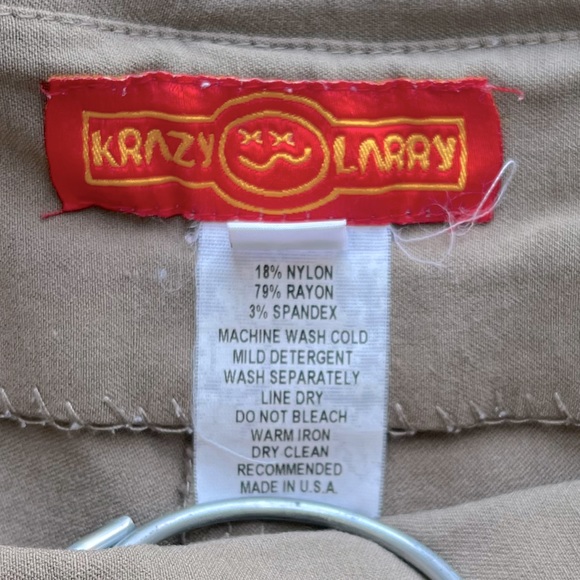 KRAZY LARRY
18% NYLON
79% RAYON
3% SPANDEX
MACHINE WASH COLD
MILD DETERGENT
WASH SEPARATELY
LINE DRY
DO NOT BLEACH
WARM IRON
DRY CLEAN
RECOMMENDED
MADE IN U.S.A.